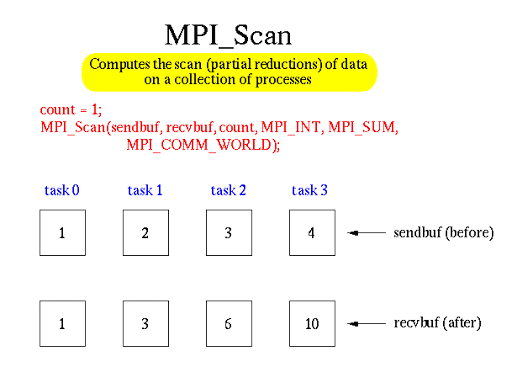 MPI_Scan
Computes the scan (partial reductions) of data
on a collection of processes
count = 1;
MPI_Scan(sendbuf, recvbuf, count, MPI_INT, MPI_SUM,
MPI_COMM_WORLD);
task 0 task 1 task 2 task 3
1 2 3 4 sendbuf (before)
1 3 6 10 recvbuf (after)